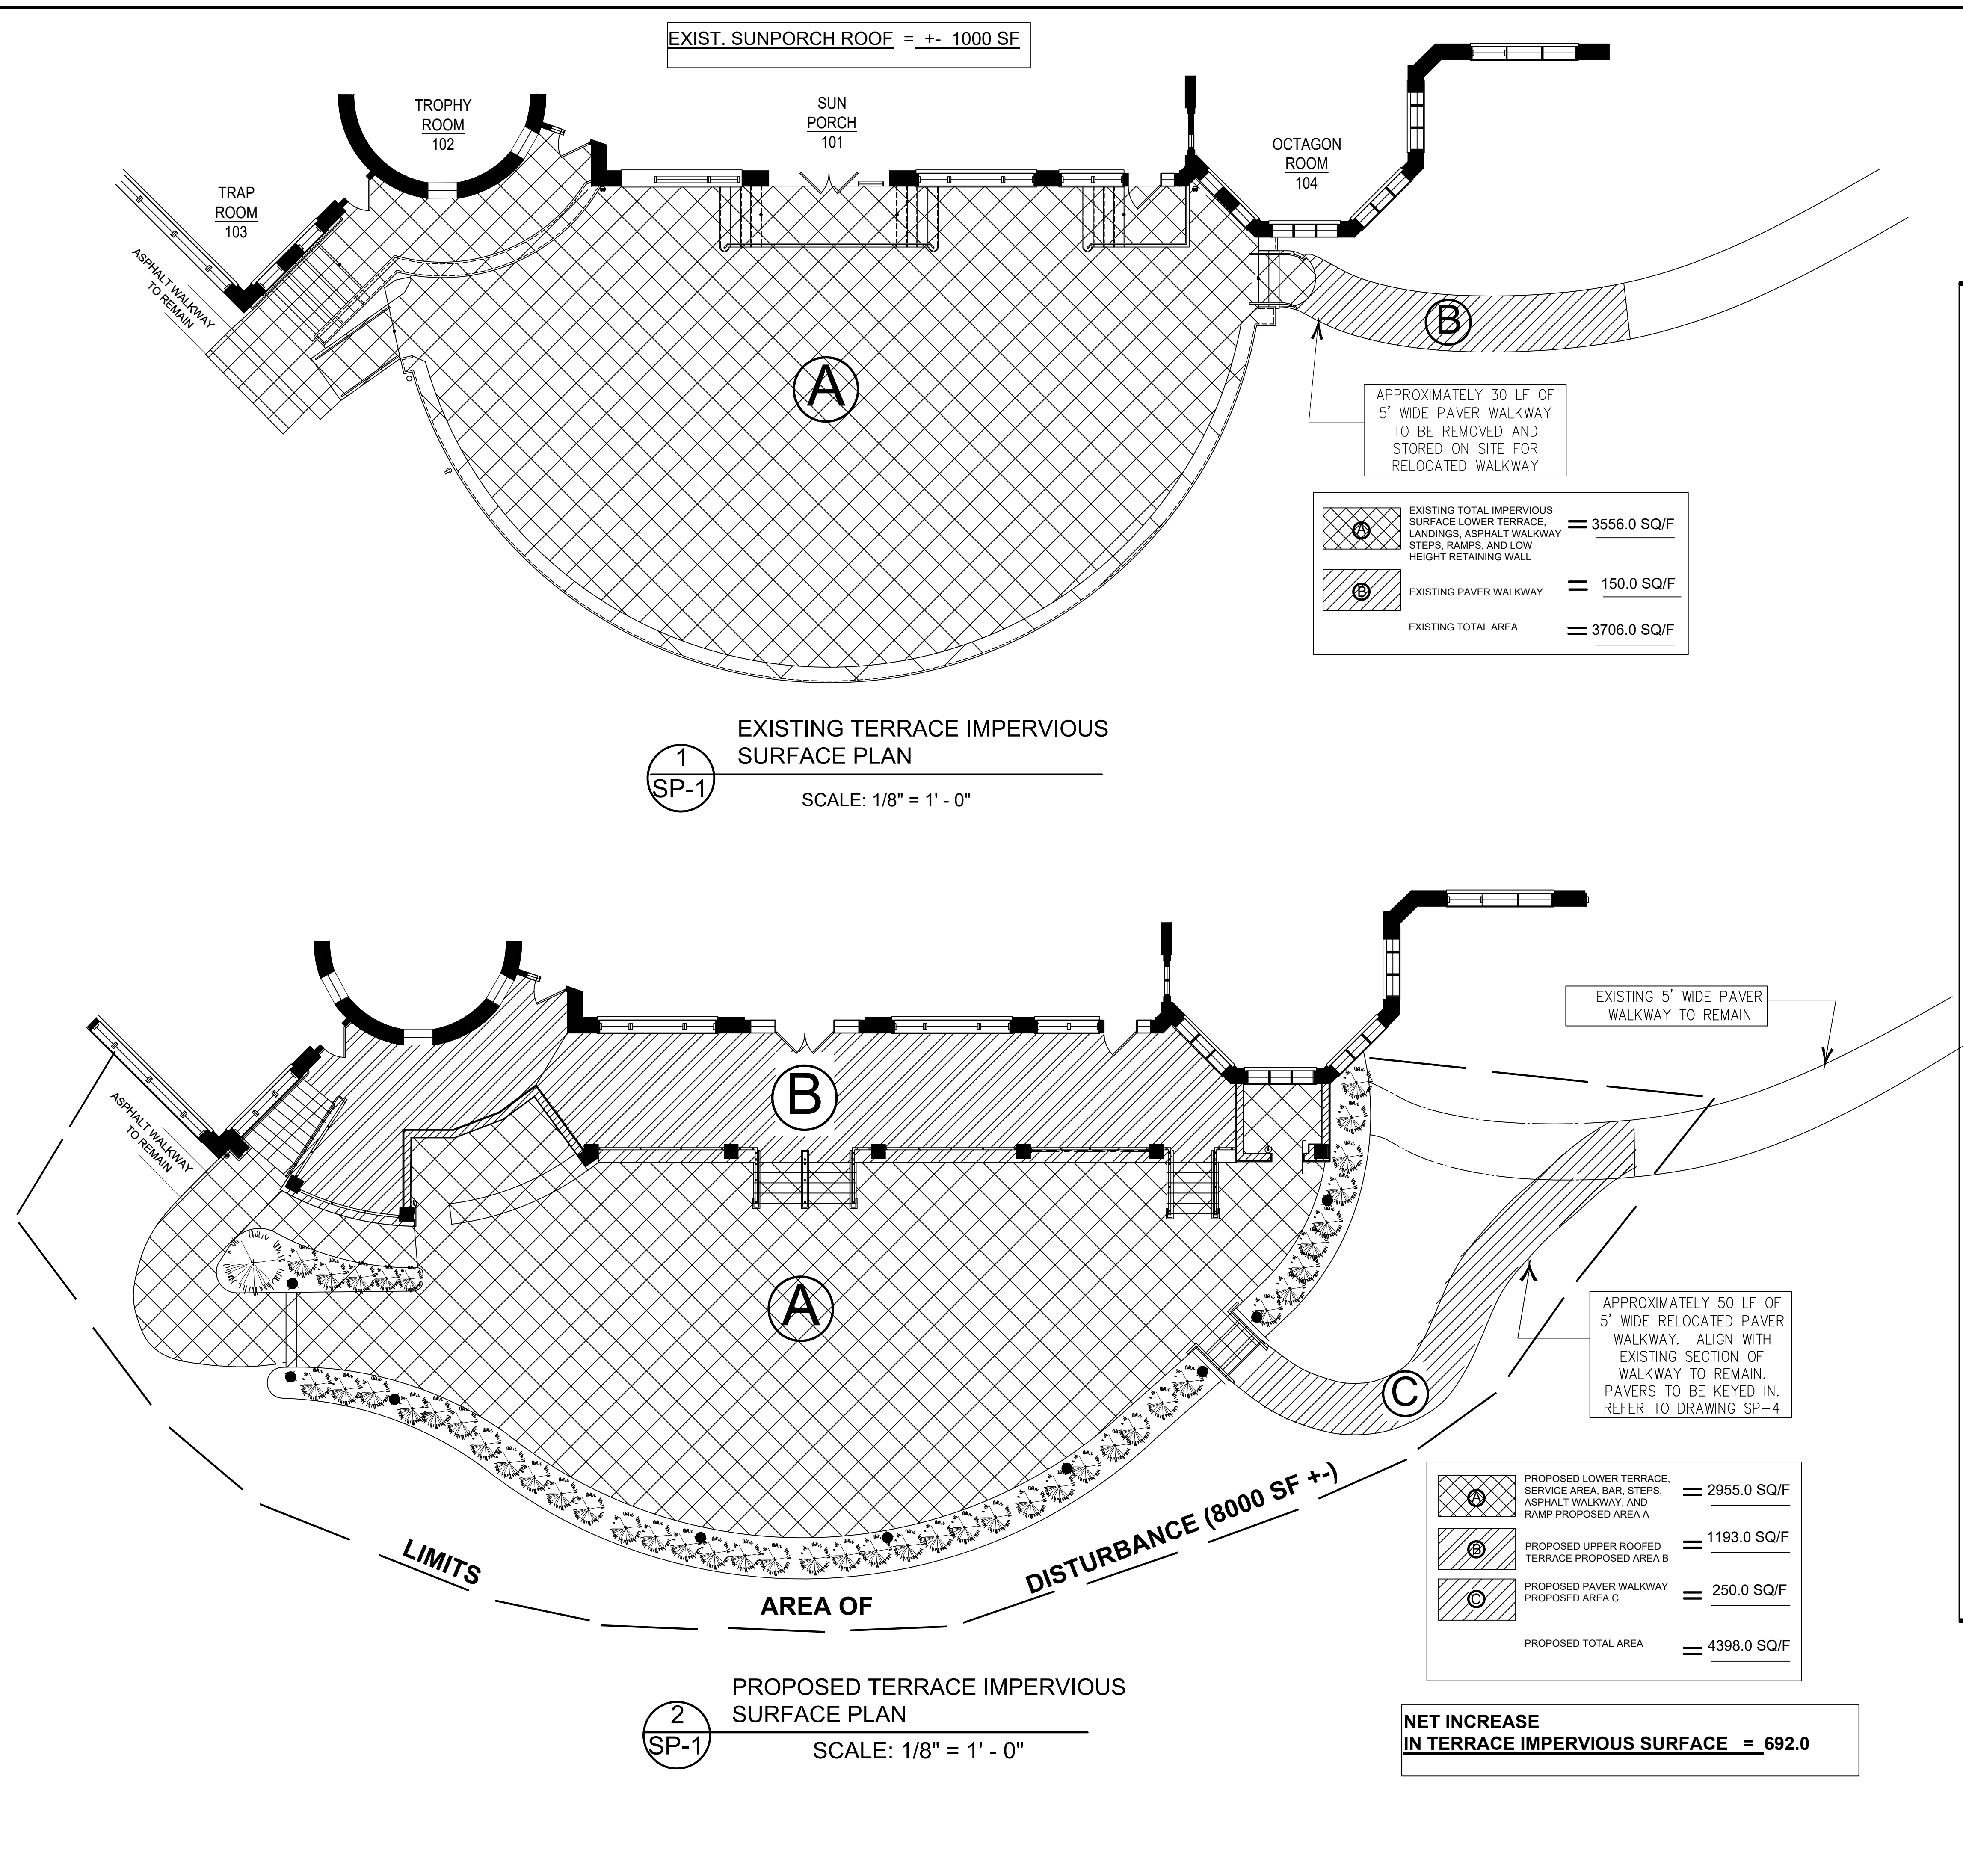 EXIST. SUNPORCH ROOF = +- 1000 SF
TROPHY
ROOM
102
SUN
PORCH
101
OCTAGON
ROOM
104
TRAP
ROOM
103
ASPHALT WALKWAY
TO REMAIN
A
B
APPROXIMATELY 30 LF OF
5' WIDE PAVER WALKWAY
TO BE REMOVED AND
STORED ON SITE FOR
RELOCATED WALKWAY
A
EXISTING TOTAL IMPERVIOUS
SURFACE LOWER TERRACE,
LANDINGS, ASPHALT WALKWAY
STEPS, RAMPS, AND LOW
HEIGHT RETAINING WALL
= 3556.0 SQ/F
B
EXISTING PAVER WALKWAY = 150.0 SQ/F
EXISTING TOTAL AREA = 3706.0 SQ/F
1
SP-1
EXISTING TERRACE IMPERVIOUS
SURFACE PLAN
SCALE: 1/8" = 1' - 0"
EXISTING 5' WIDE PAVER
WALKWAY TO REMAIN
ASPHALT WALKWAY
TO REMAIN
B
A
C
APPROXIMATELY 50 LF OF
5' WIDE RELOCATED PAVER
WALKWAY. ALIGN WITH
EXISTING SECTION OF
WALKWAY TO REMAIN.
PAVERS TO BE KEYED IN.
REFER TO DRAWING SP-4
LIMITS
AREA OF
DISTURBANCE (8000 SF +-)
A
PROPOSED LOWER TERRACE,
SERVICE AREA, BAR, STEPS,
ASPHALT WALKWAY, AND
RAMP PROPOSED AREA A
= 2955.0 SQ/F
B
PROPOSED UPPER ROOFED
TERRACE PROPOSED AREA B
= 1193.0 SQ/F
C
PROPOSED PAVER WALKWAY
PROPOSED AREA C
= 250.0 SQ/F
PROPOSED TOTAL AREA = 4398.0 SQ/F
2
SP-1
PROPOSED TERRACE IMPERVIOUS
SURFACE PLAN
SCALE: 1/8" = 1' - 0"
NET INCREASE
IN TERRACE IMPERVIOUS SURFACE = 692.0